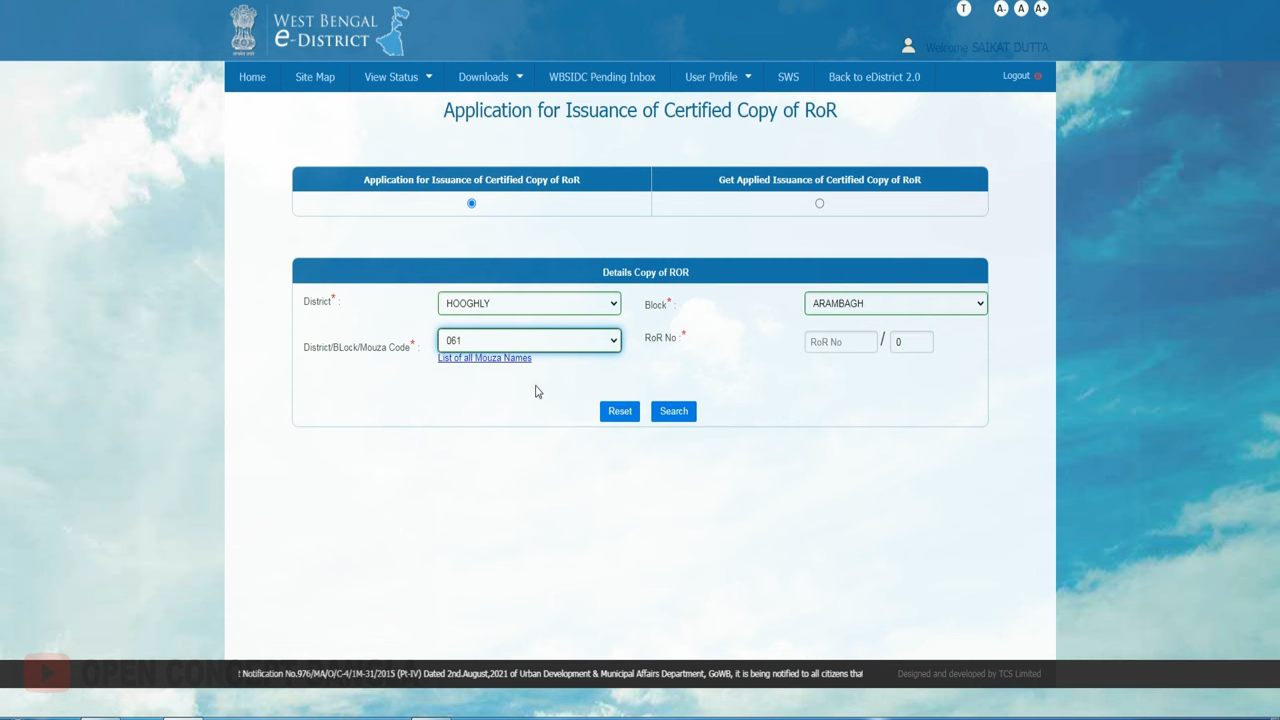 WEST BENGAL
e-DISTRICT
T A- A A+
Welcome SAIKAT DUTTA
Home Site Map View Status Downloads WBSIDC Pending Inbox User Profile SWS Back to eDistrict 2.0 Logout
Application for Issuance of Certified Copy of RoR
Application for Issuance of Certified Copy of RoR Get Applied Issuance of Certified Copy of RoR
Details Copy of ROR
District* : HOOGHLY Block* : ARAMBAGH
District/BLock/Mouza Code* : 061 RoR No :* RoR No / 0
List of all Mouza Names
Reset Search
OPEN CON
t Notification No.976/MA/O/C-4/1M-31/2015 (Pt-IV) Dated 2nd.August,2021 of Urban Development & Municipal Affairs Department, GoWB, it is being notified to all citizens that Designed and developed by TCS Limited